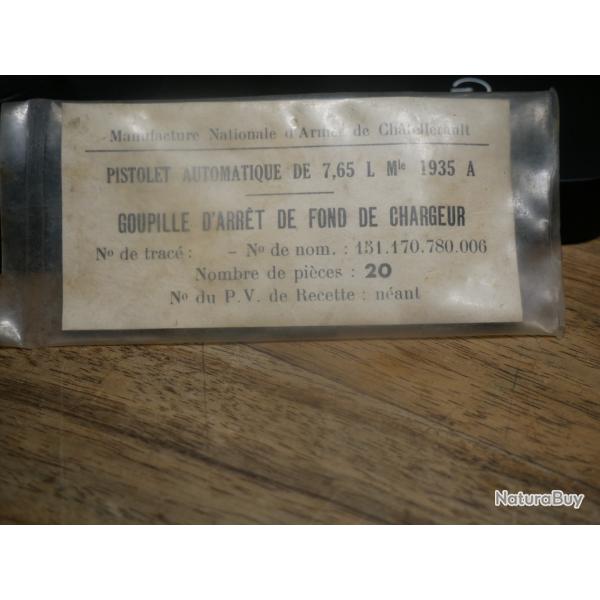 Manufacture Nationale d'Armes de Châtellerault
PISTOLET AUTOMATIQUE DE 7,65 L Mle 1935 A
GOUPILLE D'ARRÊT DE FOND DE CHARGEUR
No de tracé : - No de nom. : 151.170.780.006
Nombre de pièces : 20
No du P.V. de Recette : néant
NaturaBuy